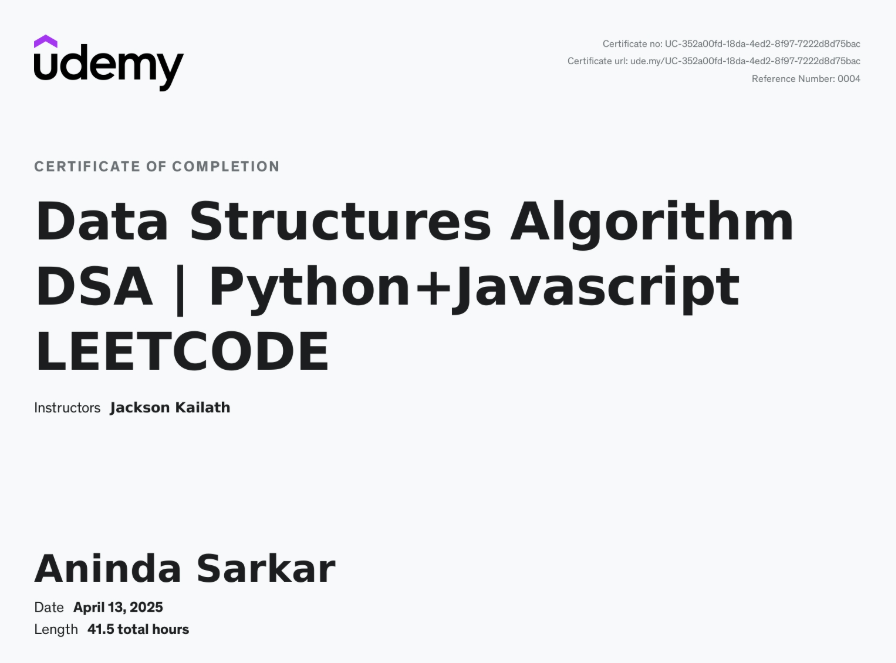 udemy
Certificate no: UC-352a00fd-18da-4ed2-8f97-7222d8d75bac
Certificate url: ude.my/UC-352a00fd-18da-4ed2-8f97-7222d8d75bac
Reference Number: 0004
CERTIFICATE OF COMPLETION
Data Structures Algorithm
DSA | Python+Javascript
LEETCODE
Instructors Jackson Kailath
Aninda Sarkar
Date April 13, 2025
Length 41.5 total hours